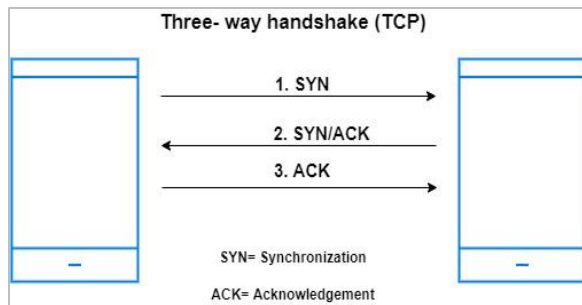 Three- way handshake (TCP)
1. SYN
2. SYN/ACK
3. ACK
SYN= Synchronization
ACK= Acknowledgement